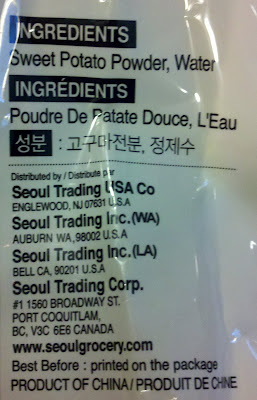 INGREDIENTS
Sweet Potato Powder, Water
INGRÉDIENTS
Poudre De Patate Douce, L'Eau
성분 : 고구마전분, 정제수
Distributed by / Distribute par
Seoul Trading USA Co
ENGLEWOOD, NJ 07631 U.S.A
Seoul Trading Inc.(WA)
AUBURN WA,98002 U.S.A
Seoul Trading Inc.(LA)
BELL CA, 90201 U.S.A
Seoul Trading Corp.
#1 1560 BROADWAY ST.
PORT COQUITLAM,
BC, V3C 6E6 CANADA
www.seoulgrocery.com
Best Before : printed on the package
PRODUCT OF CHINA/PRODUIT DE CHINE